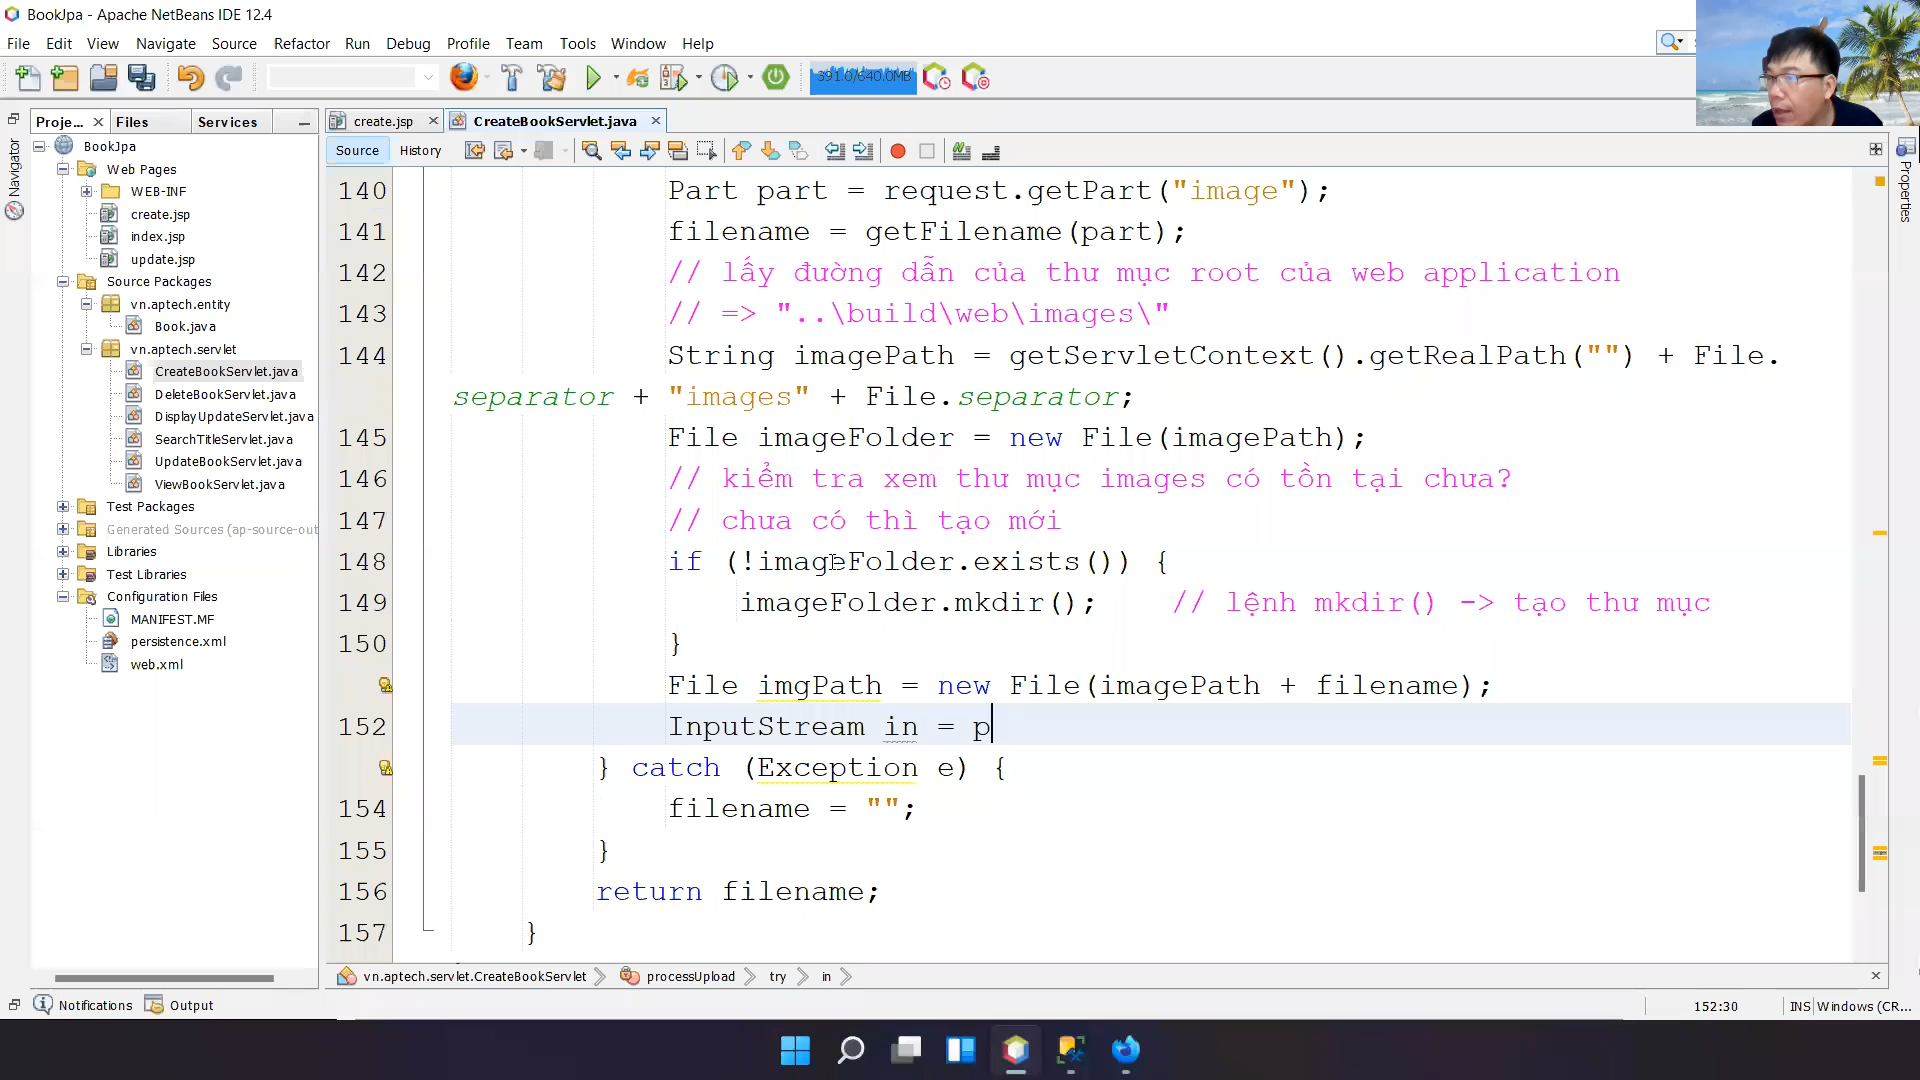 BookJpa - Apache NetBeans IDE 12.4
File Edit View Navigate Source Refactor Run Debug Profile Team Tools Window Help
391.0/640.0MB
Proje... Files Services
create.jsp CreateBookServlet.java
Source History
Navigator
Properties
BookJpa
Web Pages
WEB-INF
create.jsp
index.jsp
update.jsp
Source Packages
vn.aptech.entity
Book.java
vn.aptech.servlet
CreateBookServlet.java
DeleteBookServlet.java
DisplayUpdateServlet.java
SearchTitleServlet.java
UpdateBookServlet.java
ViewBookServlet.java
Test Packages
Generated Sources (ap-source-out
Libraries
Test Libraries
Configuration Files
MANIFEST.MF
persistence.xml
web.xml
140 Part part = request.getPart("image");
141 filename = getFilename(part);
142 // lấy đường dẫn của thư mục root của web application
143 // => "..\build\web\images\"
144 String imagePath = getServletContext().getRealPath("") + File.
separator + "images" + File.separator;
145 File imageFolder = new File(imagePath);
146 // kiểm tra xem thư mục images có tồn tại chưa?
147 // chưa có thì tạo mới
148 if (!imageFolder.exists()) {
149 imageFolder.mkdir(); // lệnh mkdir() -> tạo thư mục
150 }
File imgPath = new File(imagePath + filename);
152 InputStream in = p
} catch (Exception e) {
154 filename = "";
155 }
156 return filename;
157 }
vn.aptech.servlet.CreateBookServlet processUpload try in
Notifications Output
152:30 INS Windows (CR...